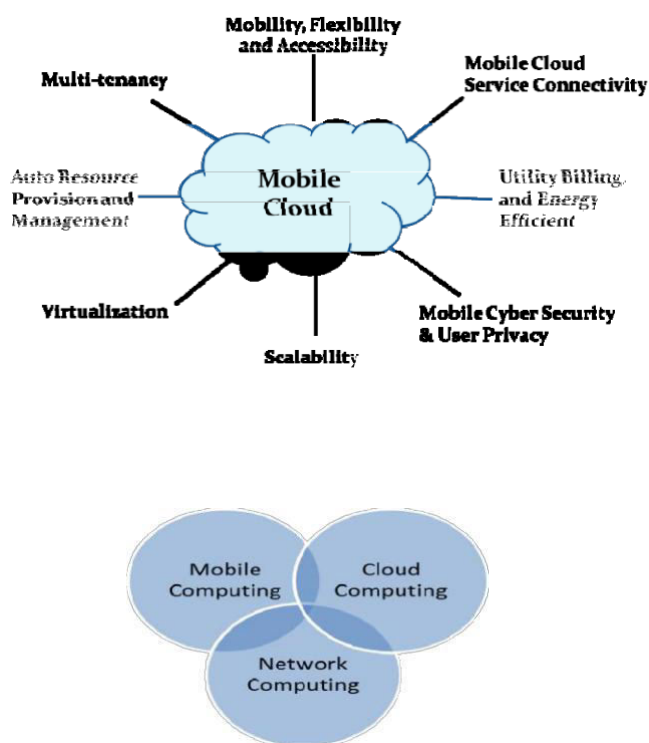 Mobility, Flexibility
and Accessibility
Multi-tenancy
Mobile Cloud
Service Connectivity
Auto Resource
Provision and
Management
Mobile
Cloud
Utility Billing,
and Energy
Efficient
Virtualization
Mobile Cyber Security
& User Privacy
Scalability
Mobile
Computing
Cloud
Computing
Network
Computing